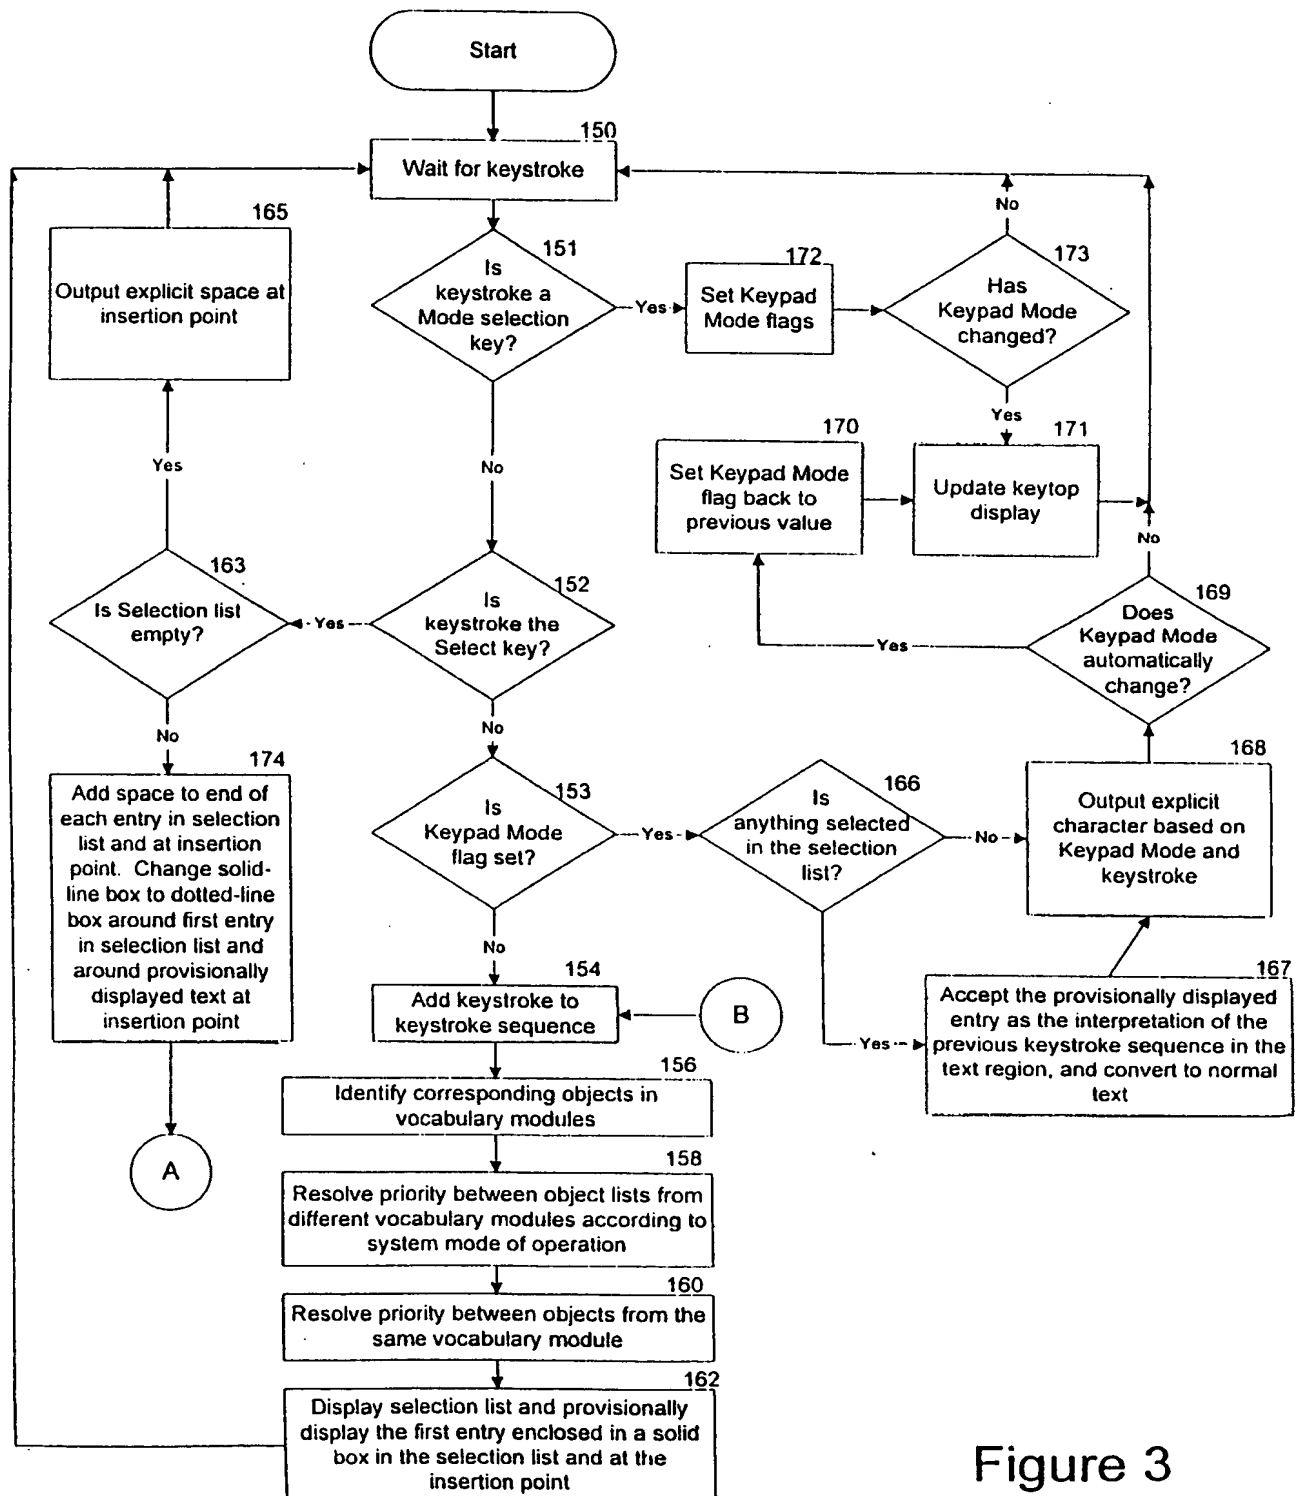 Start
150
Wait for keystroke
165
Output explicit space at
insertion point
151
Is
keystroke a
Mode selection
key?
Yes
172
Set Keypad
Mode flags
173
Has
Keypad Mode
changed?
No
Yes
170
Set Keypad Mode
flag back to
previous value
171
Update keytop
display
No
No
Yes
163
Is Selection list
empty?
Yes
152
Is
keystroke the
Select key?
169
Does
Keypad Mode
automatically
change?
Yes
No
No
174
Add space to end of
each entry in selection
list and at insertion
point. Change solid-
line box to dotted-line
box around first entry
in selection list and
around provisionally
displayed text at
insertion point
153
Is
Keypad Mode
flag set?
Yes
166
Is
anything selected
in the selection
list?
No
168
Output explicit
character based on
Keypad Mode and
keystroke
No
Yes
167
Accept the provisionally displayed
entry as the interpretation of the
previous keystroke sequence in the
text region, and convert to normal
text
154
Add keystroke to
keystroke sequence
B
A
156
Identify corresponding objects in
vocabulary modules
158
Resolve priority between object lists from
different vocabulary modules according to
system mode of operation
160
Resolve priority between objects from the
same vocabulary module
162
Display selection list and provisionally
display the first entry enclosed in a solid
box in the selection list and at the
insertion point
Figure 3